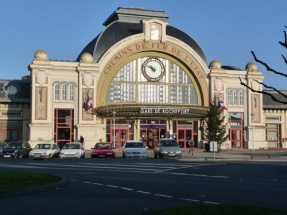 CHEMINS DE FER DE L'ETAT
GARE DE ROCHEFORT